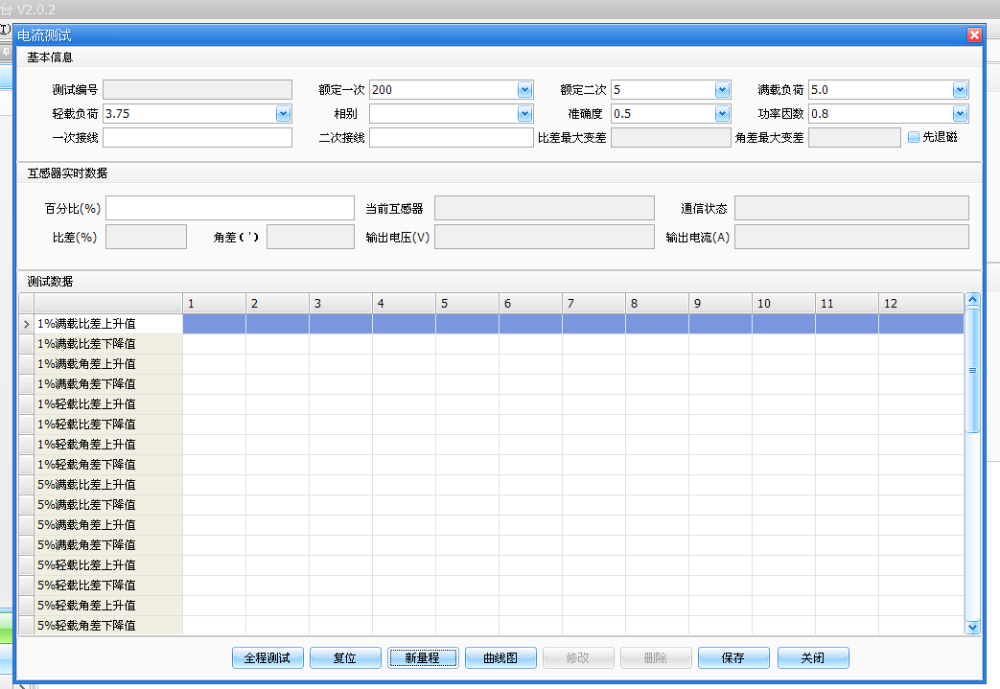 台 V2.0.2
电流测试
基本信息
测试编号 额定一次 200 额定二次 5 满载负荷 5.0
轻载负荷 3.75 相别 准确度 0.5 功率因数 0.8
一次接线 二次接线 比差最大变差 角差最大变差 先退磁
互感器实时数据
百分比(%) 当前互感器 通信状态
比差(%) 角差(') 输出电压(V) 输出电流(A)
测试数据
1 2 3 4 5 6 7 8 9 10 11 12
1%满载比差上升值
1%满载比差下降值
1%满载角差上升值
1%满载角差下降值
1%轻载比差上升值
1%轻载比差下降值
1%轻载角差上升值
1%轻载角差下降值
5%满载比差上升值
5%满载比差下降值
5%满载角差上升值
5%满载角差下降值
5%轻载比差上升值
5%轻载比差下降值
5%轻载角差上升值
5%轻载角差下降值
全程测试 复位 新量程 曲线图 修改 删除 保存 关闭